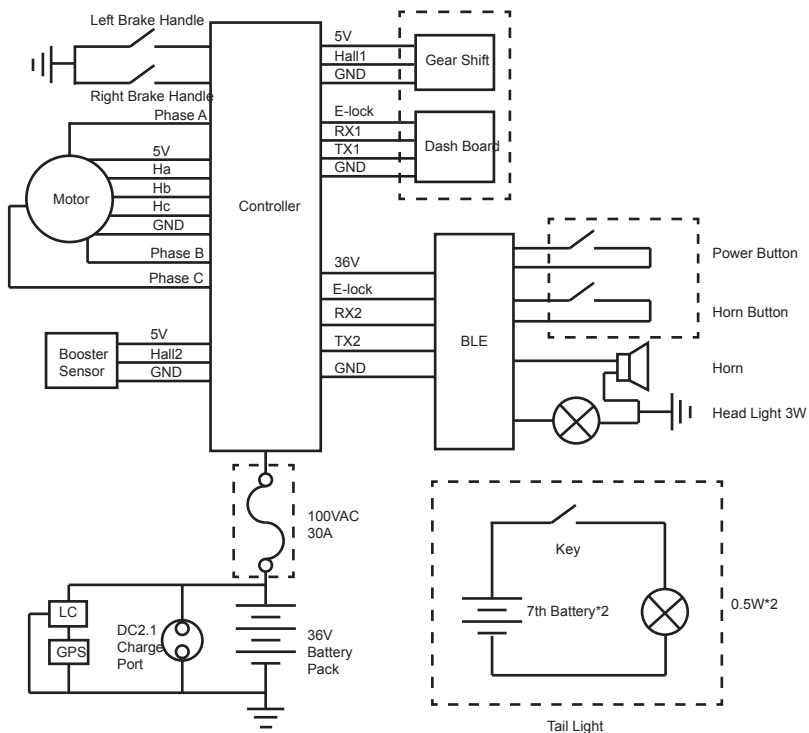 Left Brake Handle
Right Brake Handle
Phase A
5V
Ha
Hb
Hc
GND
Phase B
Phase C
Motor
Booster
Sensor
5V
Hall2
GND
Controller
5V
Hall1
GND
Gear Shift
E-lock
RX1
TX1
GND
Dash Board
36V
E-lock
RX2
TX2
GND
BLE
Power Button
Horn Button
Horn
Head Light 3W
100VAC
30A
LC
GPS
DC2.1
Charge
Port
36V
Battery
Pack
Key
7th Battery*2
0.5W*2
Tail Light